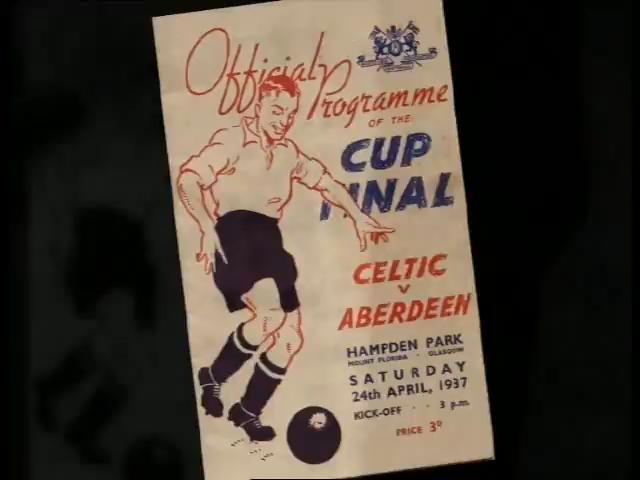 Official
Programme
OF THE
CUP
FINAL
CELTIC
V
ABERDEEN
HAMPDEN PARK
MOUNT FLORIDA · GLASGOW
SATURDAY
24th APRIL, 1937
KICK-OFF · · 3 p.m.
PRICE 3D